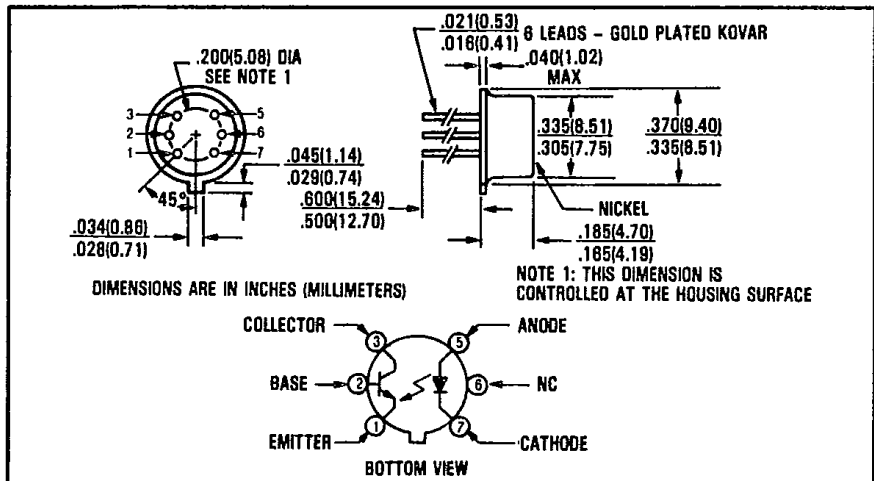 .200(5.08) DIA
SEE NOTE 1
3
2
1
5
6
7
45°
.045(1.14)
.029(0.74)
.034(0.86)
.028(0.71)
.021(0.53)
.016(0.41)
6 LEADS - GOLD PLATED KOVAR
.040(1.02)
MAX
.335(8.51)
.305(7.75)
.370(9.40)
.335(8.51)
.600(15.24)
.500(12.70)
NICKEL
.185(4.70)
.165(4.19)
DIMENSIONS ARE IN INCHES (MILLIMETERS)
NOTE 1: THIS DIMENSION IS
CONTROLLED AT THE HOUSING SURFACE
COLLECTOR
3
5
ANODE
BASE
2
6
NC
EMITTER
1
7
CATHODE
BOTTOM VIEW